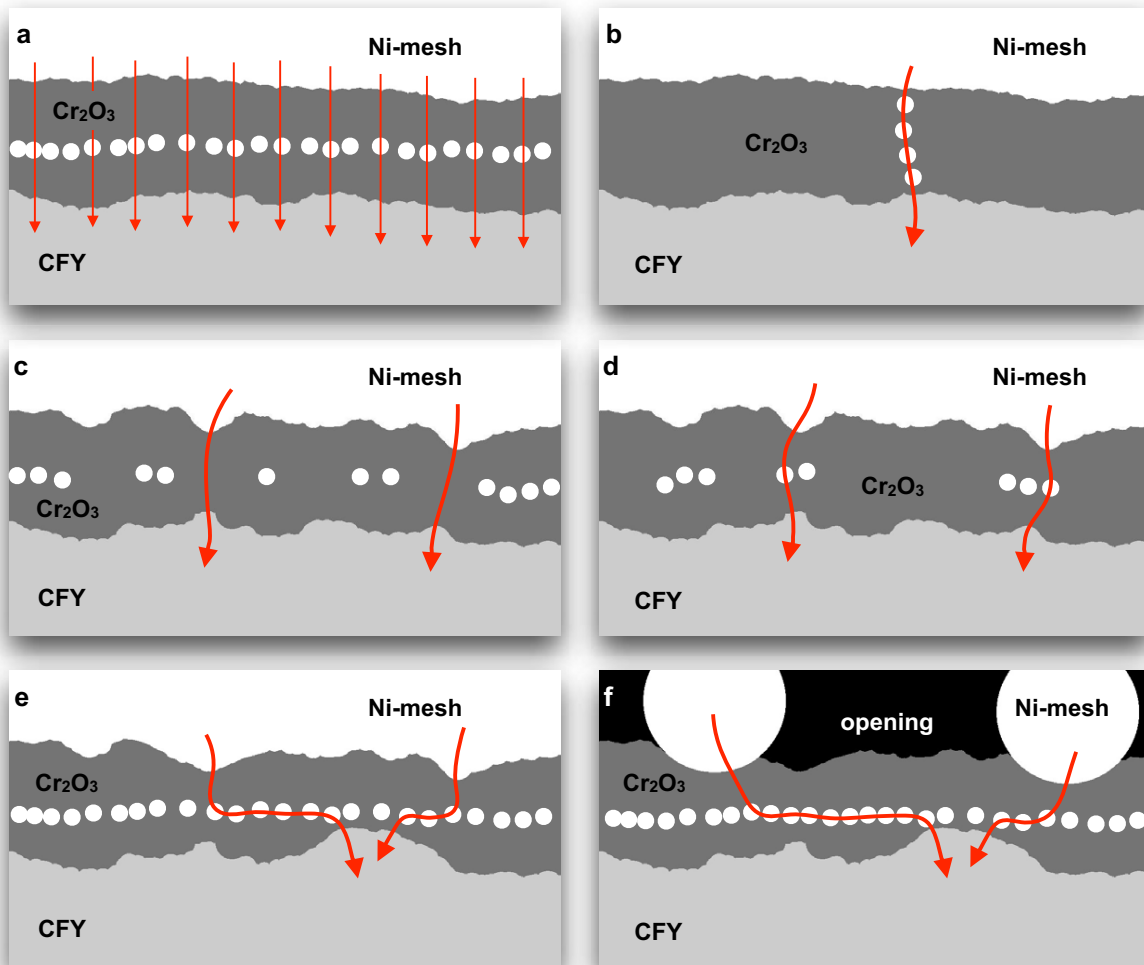 a
Ni-mesh
Cr₂O₃
CFY
b
Ni-mesh
Cr₂O₃
CFY
c
Ni-mesh
Cr₂O₃
CFY
d
Ni-mesh
Cr₂O₃
CFY
e
Ni-mesh
Cr₂O₃
CFY
f
opening
Ni-mesh
Cr₂O₃
CFY